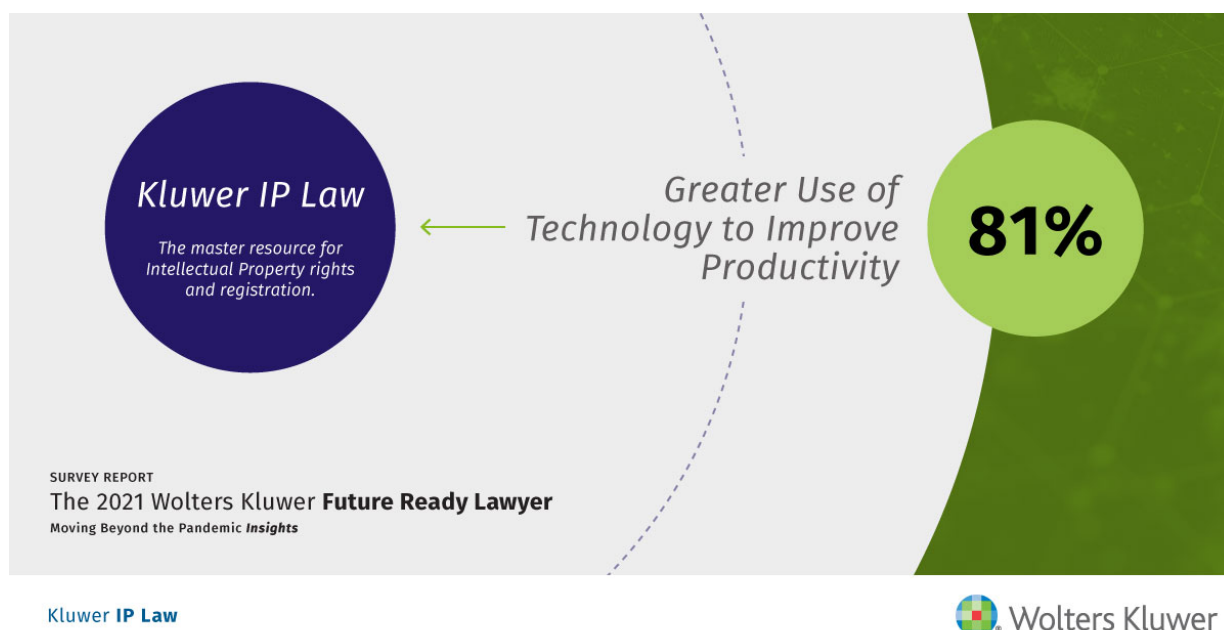 Kluwer IP Law
The master resource for
Intellectual Property rights
and registration.
Greater Use of
Technology to Improve
Productivity
81%
SURVEY REPORT
The 2021 Wolters Kluwer Future Ready Lawyer
Moving Beyond the Pandemic Insights
Kluwer IP Law
Wolters Kluwer